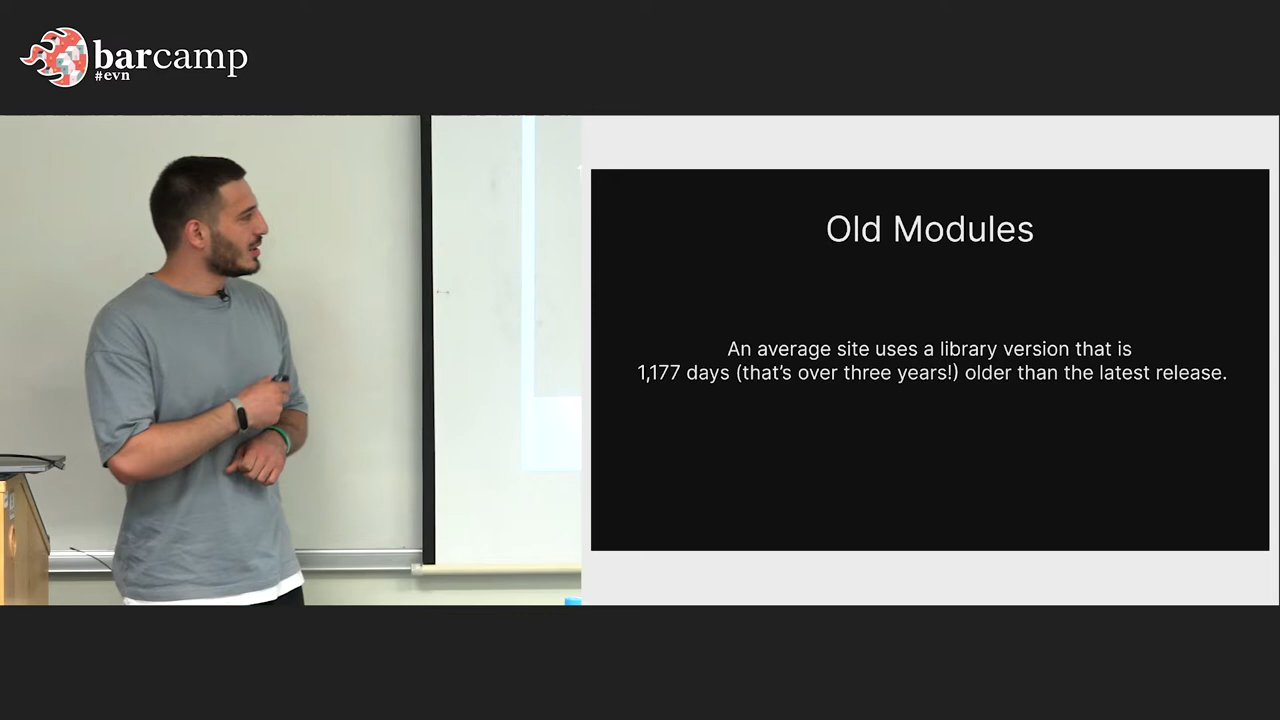 barcamp
#evn
Old Modules
An average site uses a library version that is
1,177 days (that's over three years!) older than the latest release.